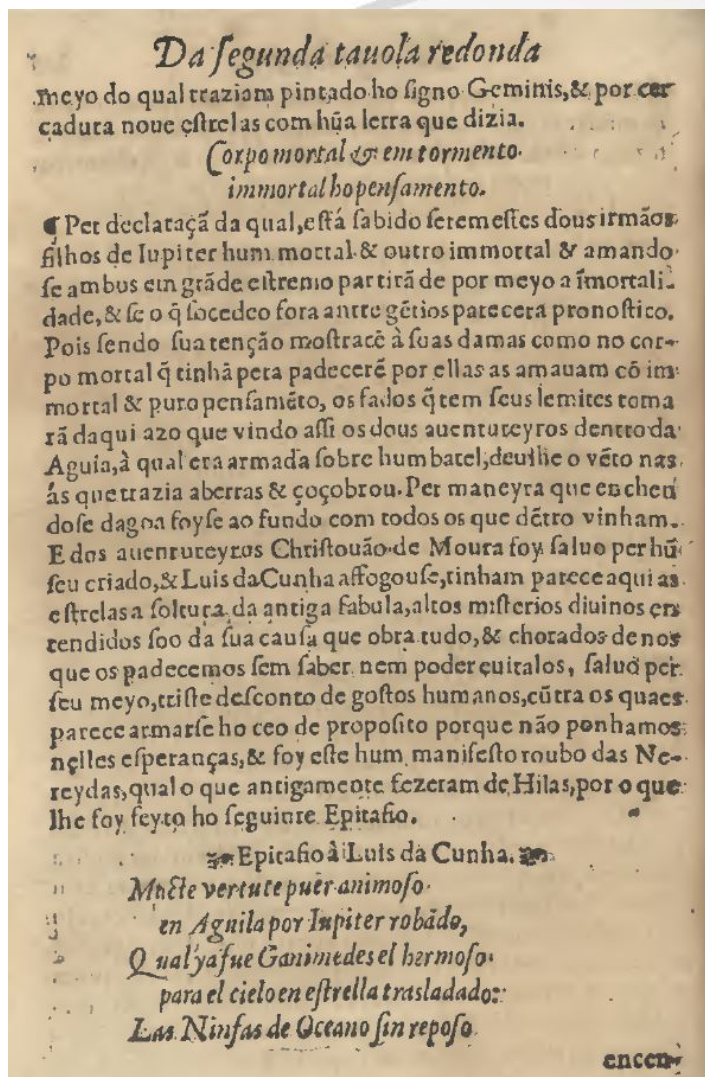 Da ſegunda tauola redonda
meyo do qual traziam pintado ho ſigno Geminis, & por cer
cadura noue eſtrelas com hũa letra que dizia.
Corpo mortal & em tormento
immortal ho penſamento.
¶ Per declaraçã da qual, eſtá ſabido ſerem eſtes dous irmãos
filhos de Iupiter hum mortal & outro immortal & amando
ſe ambos em grãde eſtremo partirã de por meyo a imortali-
dade, & ſe o q̃ ſocedeo fora antre gẽtios parecera pronoſtico.
Pois ſendo ſua tenção moſtrarẽ à ſuas damas como no cor-
po mortal q̃ tinhã pera padecerẽ por ellas as amauam cõ im
mortal & puro penſamẽto, os fados q̃ tem ſeus lemites toma
rã daqui azo que vindo aſſi os dous auentureyros dentro da
Aguia, à qual era armada ſobre hum batel, deulhe o vẽto nas
ás que trazia abertas & çoçobrou. Per maneyra que enchen
doſe dagoa foyſe ao fundo com todos os que dẽtro vinham.
E dos auentureyros Chriſtouão de Moura foy ſaluo per hũ
ſeu criado, & Luis da Cunha affogouſe, tinham parece aqui as
eſtrelas a ſoltura da antiga fabula, altos miſterios diuinos en
tendidos ſoo da ſua cauſa que obra tudo, & chorados de nos
que os padecemos ſem ſaber nem poder euitalos, ſaluo per
ſeu meyo, triſte deſconto de goſtos humanos, cõtra os quaes
parece armarſe ho ceo de propoſito porque não ponhamos
nelles eſperanças, & foy eſte hum manifeſto roubo das Ne-
reydas, qual o que antigamente fezeram de Hilas, por o que
lhe foy feyto ho ſeguinte Epitafio.
Epitafio à Luis da Cunha.
Macte vertute puer animoſo
en Aguila por Iupiter robãdo,
Qual ya fue Ganimedes el hermoſo
para el cielo en eſtrella trasladado:
Las Ninfas de Oceano ſin repoſo
encen-